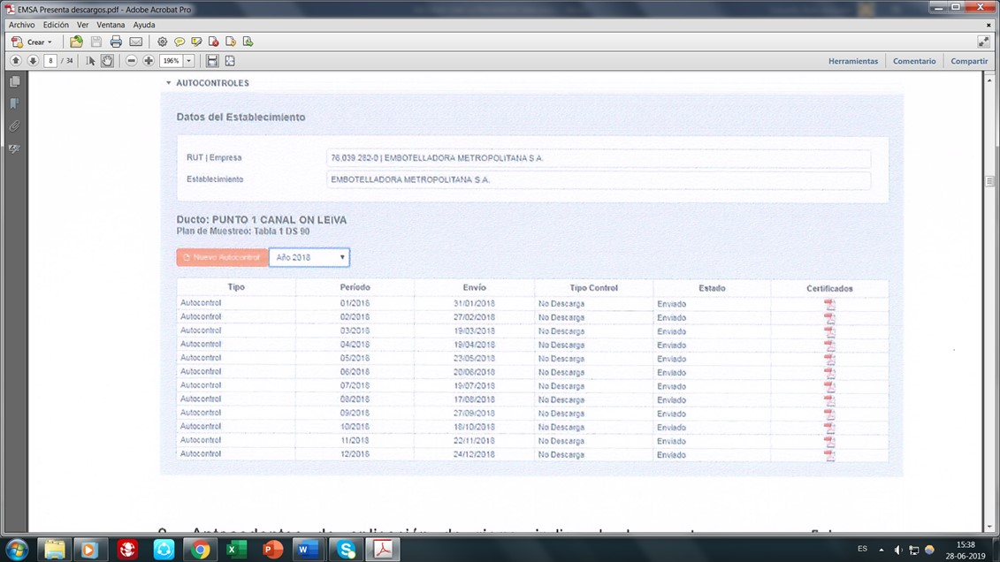 EMSA Presenta descargos.pdf - Adobe Acrobat Pro
Archivo Edición Ver Ventana Ayuda
Crear
8 / 34 196% Herramientas Comentario Compartir
AUTOCONTROLES
Datos del Establecimiento
RUT | Empresa 76.039.282-0 | EMBOTELLADORA METROPOLITANA S.A.
Establecimiento EMBOTELLADORA METROPOLITANA S.A.
Ducto: PUNTO 1 CANAL ON LEIVA
Plan de Muestreo: Tabla 1 DS 90
Nuevo Autocontrol Año 2018
Tipo Período Envío Tipo Control Estado Certificados
Autocontrol 01/2018 31/01/2018 No Descarga Enviado
Autocontrol 02/2018 27/02/2018 No Descarga Enviado
Autocontrol 03/2018 19/03/2018 No Descarga Enviado
Autocontrol 04/2018 19/04/2018 No Descarga Enviado
Autocontrol 05/2018 23/05/2018 No Descarga Enviado
Autocontrol 06/2018 20/06/2018 No Descarga Enviado
Autocontrol 07/2018 19/07/2018 No Descarga Enviado
Autocontrol 08/2018 17/08/2018 No Descarga Enviado
Autocontrol 09/2018 27/09/2018 No Descarga Enviado
Autocontrol 10/2018 18/10/2018 No Descarga Enviado
Autocontrol 11/2018 22/11/2018 No Descarga Enviado
Autocontrol 12/2018 24/12/2018 No Descarga Enviado
ES 15:38
28-06-2019